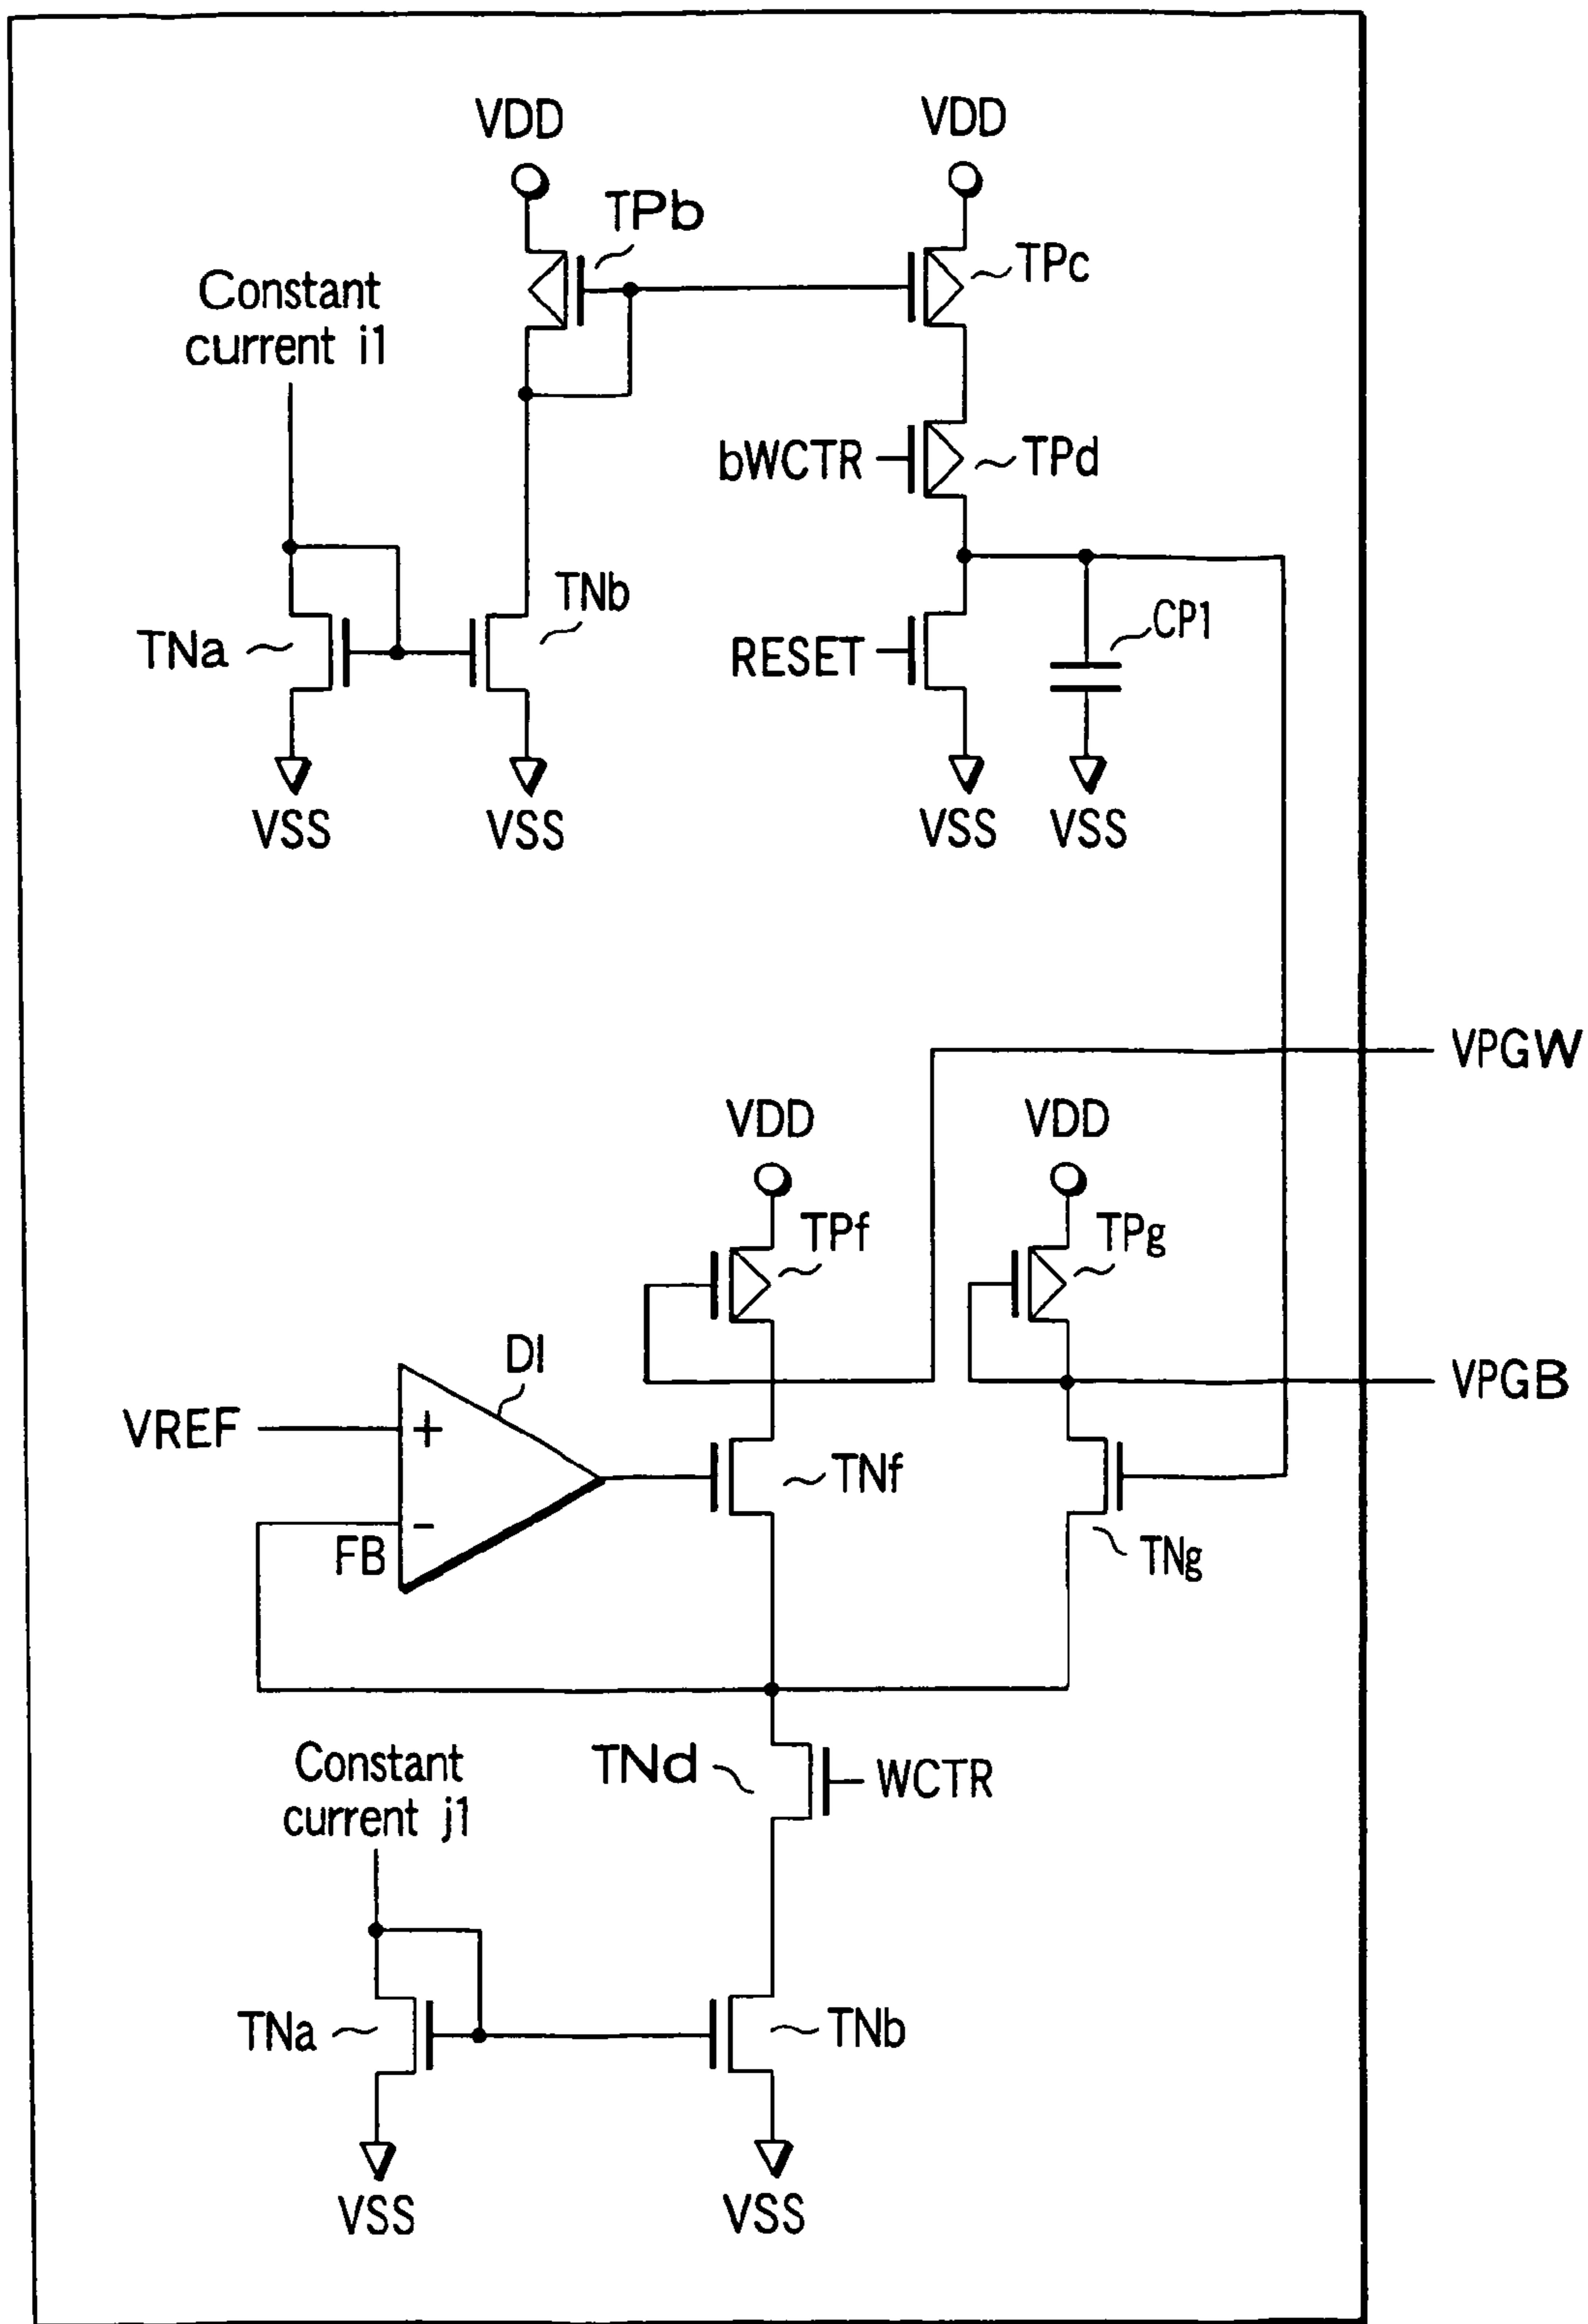 VDD
VDD
TPb
TPc
Constant
current i1
bWCTR
TPd
TNb
CP1
TNa
RESET
VSS
VSS
VSS
VSS
VPGW
VDD
VDD
TPf
TPg
DI
VPGB
VREF
+
TNf
-
FB
TNg
Constant
current j1
TNd
WCTR
TNa
TNb
VSS
VSS